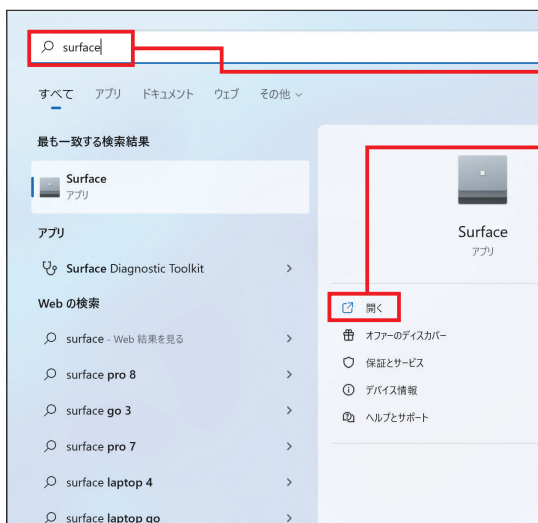 surface
すべて アプリ ドキュメント ウェブ その他
最も一致する検索結果
Surface
アプリ
アプリ
Surface Diagnostic Toolkit
Web の検索
surface - Web 結果を見る
surface pro 8
surface go 3
surface pro 7
surface laptop 4
surface laptop go
Surface
アプリ
開く
オファーのディスカバー
保証とサービス
デバイス情報
ヘルプとサポート